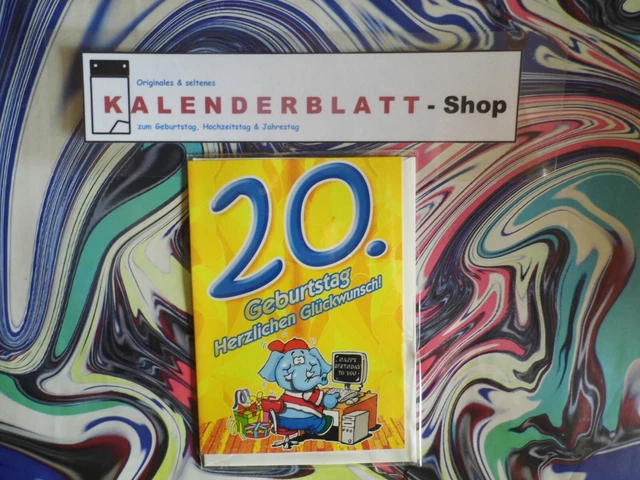 Originales & seltenes
KALENDERBLATT - Shop
zum Geburtstag, Hochzeitstag & Jahrestag
20.
Geburtstag
Herzlichen Glückwunsch!
HAPPY
BIRTHDAY
TO YOU